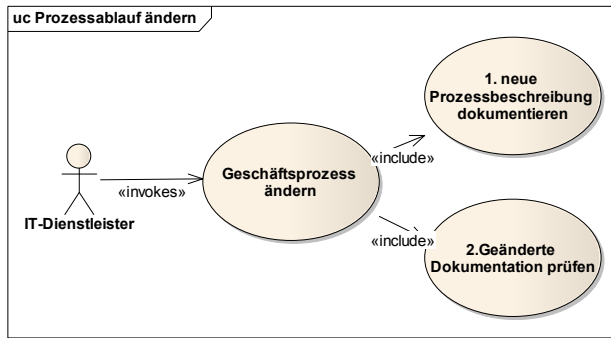 uc Prozessablauf ändern
1. neue
Prozessbeschreibung
dokumentieren
«include»
Geschäftsprozess
ändern
«invokes»
IT-Dienstleister
«include»
2.Geänderte
Dokumentation prüfen